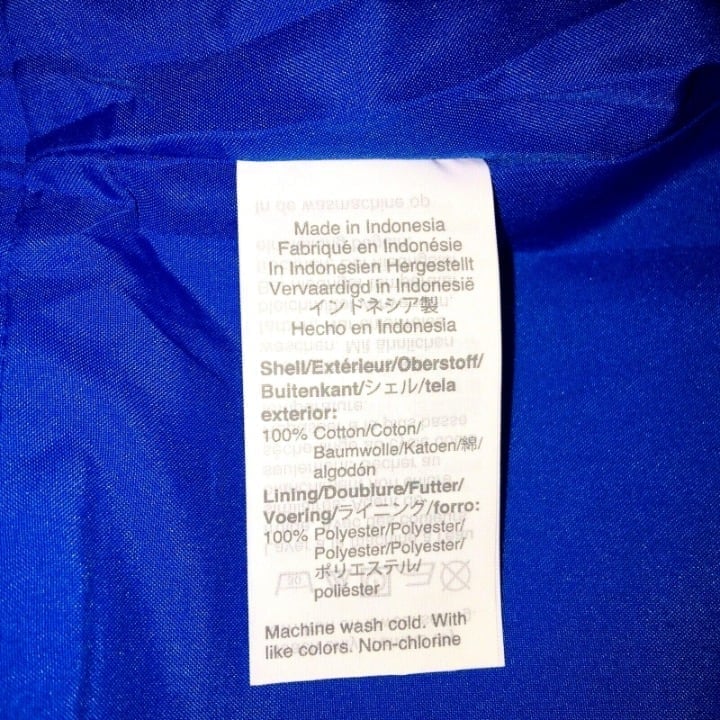 Made in Indonesia
Fabriqué en Indonésie
In Indonesien Hergestellt
Vervaardigd in Indonesië
インドネシア製
Hecho en Indonesia
Shell/Extérieur/Oberstoff/
Buitenkant/シェル/tela
exterior:
100% Cotton/Coton/
Baumwolle/Katoen/綿/
algodón
Lining/Doublure/Futter/
Voering/ライニング/forro:
100% Polyester/Polyester/
Polyester/Polyester/
ポリエステル/
poliéster
Machine wash cold. With
like colors. Non-chlorine